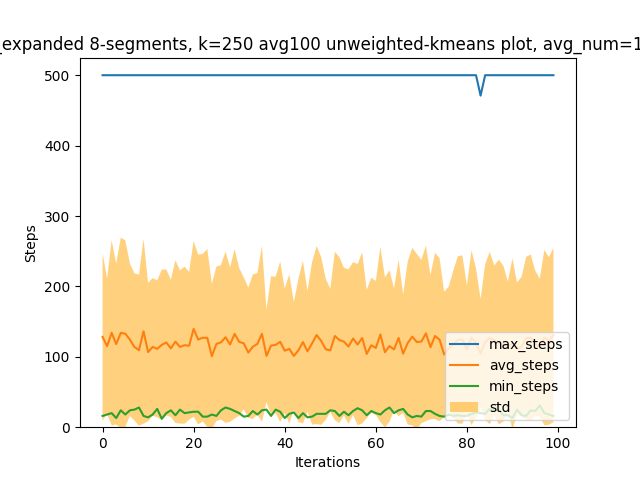 _expanded 8-segments, k=250 avg100 unweighted-kmeans plot, avg_num=1
500
400
300
200
100
0
Steps
max_steps
avg_steps
min_steps
std
0 20 40 60 80 100
Iterations